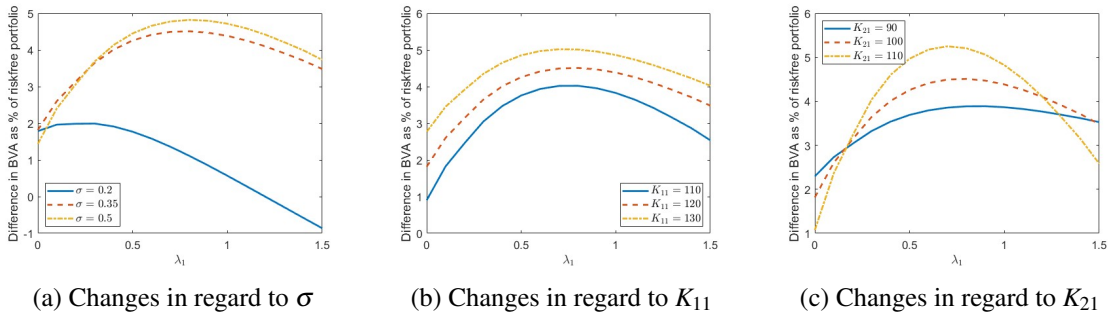 Difference in BVA as % of riskfree portfolio
5
4
3
2
1
0
-1
σ = 0.2
σ = 0.35
σ = 0.5
0 0.5 1 1.5
λ₁
(a) Changes in regard to σ
Difference in BVA as % of riskfree portfolio
6
5
4
3
2
1
0
K₁₁ = 110
K₁₁ = 120
K₁₁ = 130
0 0.5 1 1.5
λ₁
(b) Changes in regard to K₁₁
Difference in BVA as % of riskfree portfolio
6
5
4
3
2
1
K₂₁ = 90
K₂₁ = 100
K₂₁ = 110
0 0.5 1 1.5
λ₁
(c) Changes in regard to K₂₁